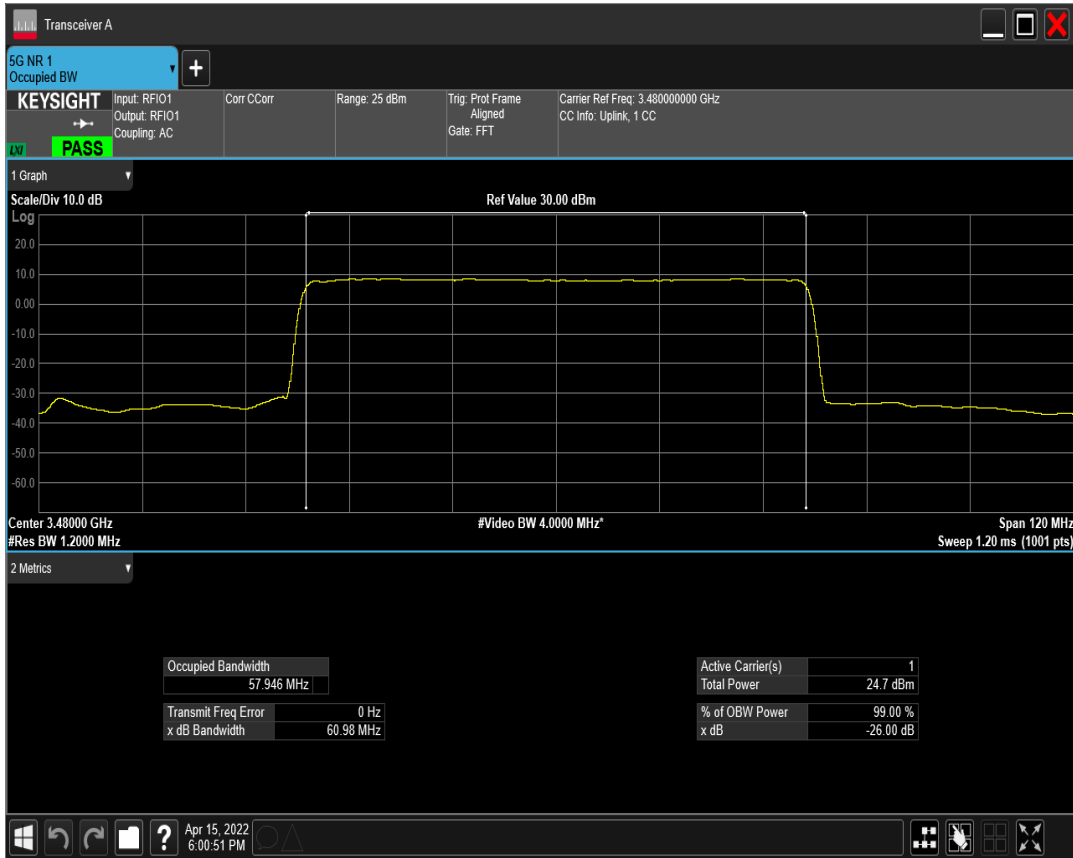 Transceiver A
5G NR 1
Occupied BW
KEYSIGHT
Input: RFIO1
Output: RFIO1
Coupling: AC
Corr CCorr
Range: 25 dBm
Trig: Prot Frame
Aligned
Gate: FFT
Carrier Ref Freq: 3.480000000 GHz
CC Info: Uplink, 1 CC
LXI
PASS
1 Graph
Scale/Div 10.0 dB
Ref Value 30.00 dBm
Log
20.0
10.0
0.00
-10.0
-20.0
-30.0
-40.0
-50.0
-60.0
Center 3.48000 GHz
#Video BW 4.0000 MHz*
Span 120 MHz
#Res BW 1.2000 MHz
Sweep 1.20 ms (1001 pts)
2 Metrics
Occupied Bandwidth
57.946 MHz
Transmit Freq Error 0 Hz
x dB Bandwidth 60.98 MHz
Active Carrier(s) 1
Total Power 24.7 dBm
% of OBW Power 99.00 %
x dB -26.00 dB
Apr 15, 2022
6:00:51 PM